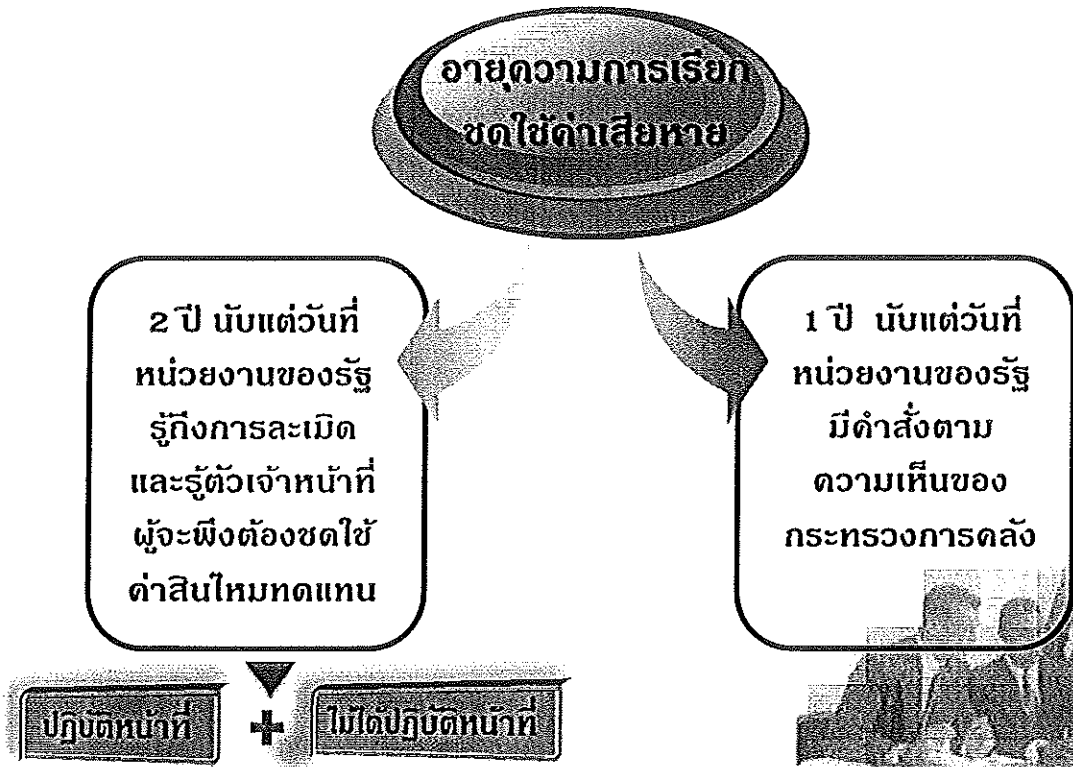 อายุความการเรียก
ชดใช้ค่าเสียหาย
2 ปี นับแต่วันที่
หน่วยงานของรัฐ
รู้ถึงการละเมิด
และรู้ตัวเจ้าหน้าที่
ผู้จะพึงต้องชดใช้
ค่าสินไหมทดแทน
1 ปี นับแต่วันที่
หน่วยงานของรัฐ
มีคำสั่งตาม
ความเห็นของ
กระทรวงการคลัง
ปฏิบัติหน้าที่ + ไม่ได้ปฏิบัติหน้าที่